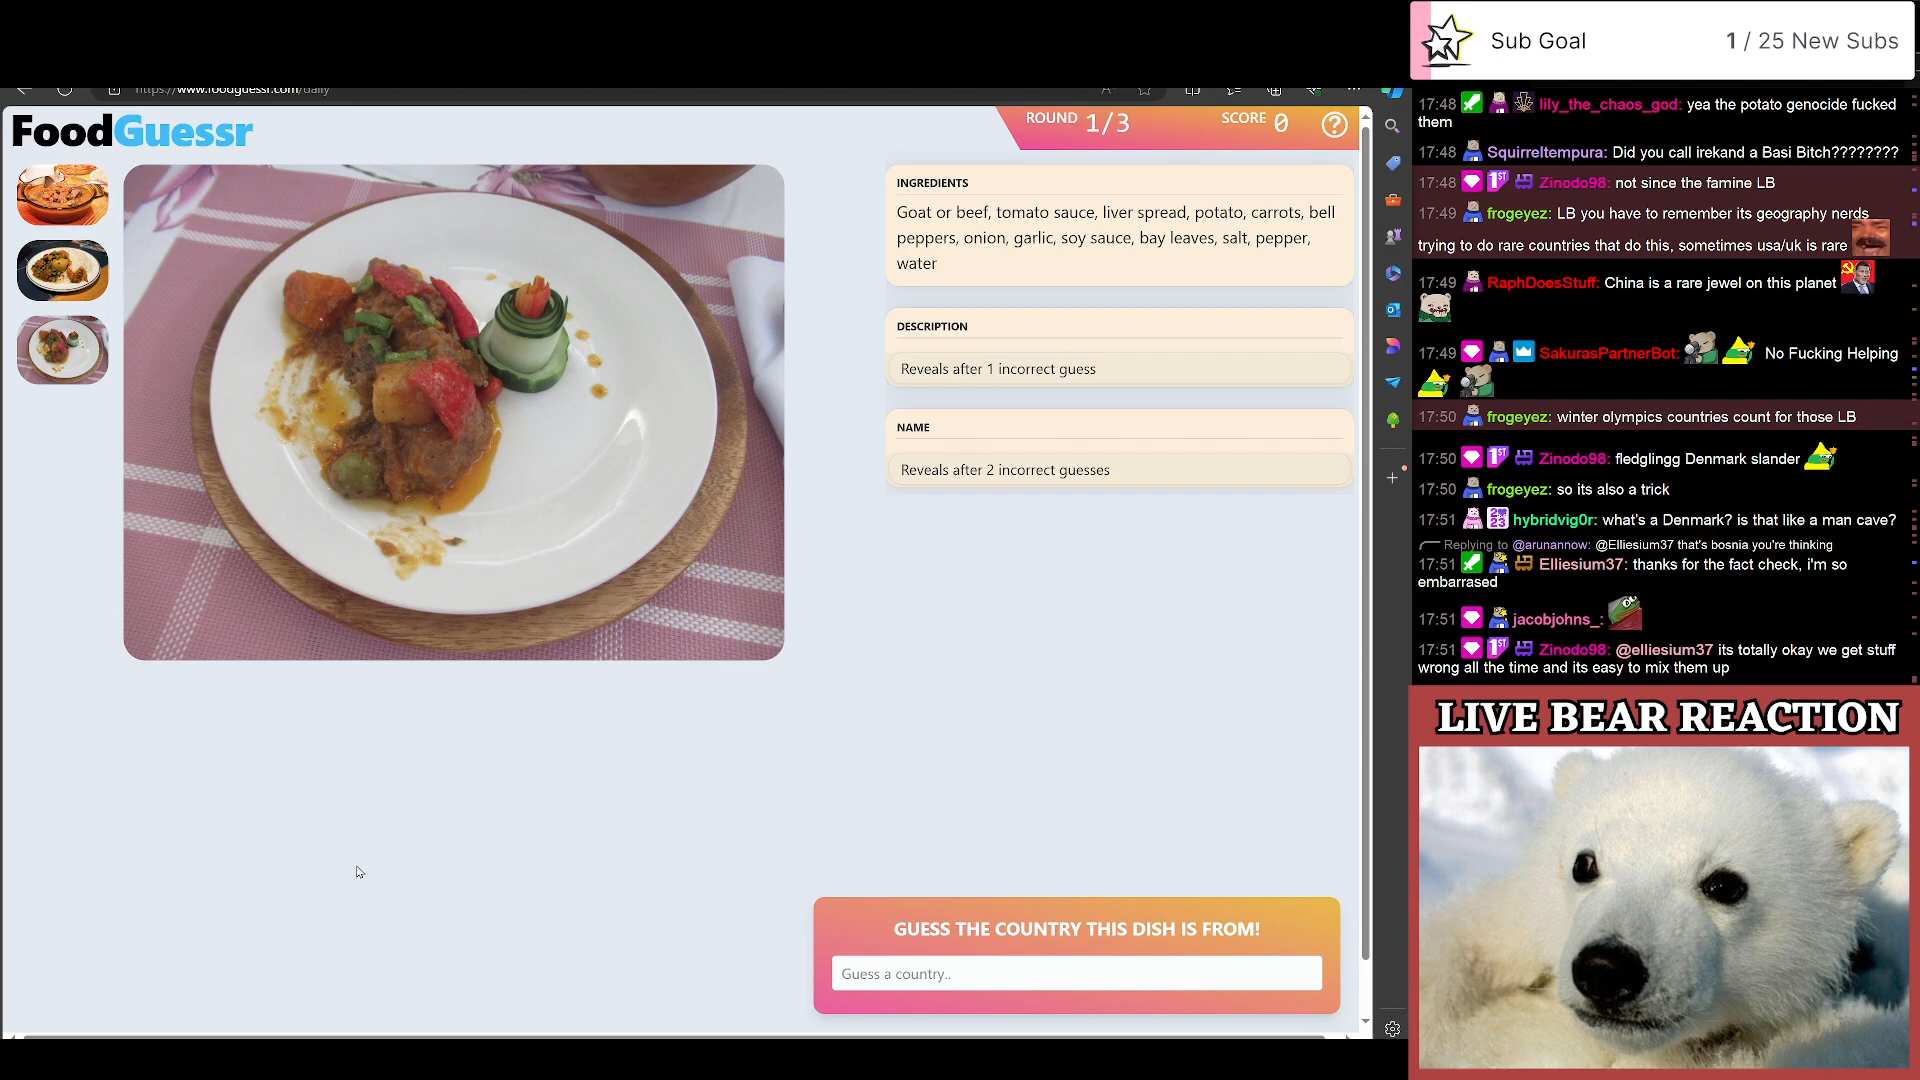 Sub Goal
1 / 25 New Subs
https://www.foodguessr.com/daily
FoodGuessr
ROUND 1/3
SCORE 0
?
INGREDIENTS
Goat or beef, tomato sauce, liver spread, potato, carrots, bell
peppers, onion, garlic, soy sauce, bay leaves, salt, pepper,
water
DESCRIPTION
Reveals after 1 incorrect guess
NAME
Reveals after 2 incorrect guesses
GUESS THE COUNTRY THIS DISH IS FROM!
Guess a country..
17:48 lily_the_chaos_god: yea the potato genocide fucked
them
17:48 Squirreltempura: Did you call irekand a Basi Bitch????????
17:48 1ST Zinodo98: not since the famine LB
17:49 frogeyez: LB you have to remember its geography nerds
trying to do rare countries that do this, sometimes usa/uk is rare
17:49 RaphDoesStuff: China is a rare jewel on this planet
17:49 SakurasPartnerBot: No Fucking Helping
17:50 frogeyez: winter olympics countries count for those LB
17:50 1ST Zinodo98: fledglingg Denmark slander
17:50 frogeyez: so its also a trick
17:51 hybridvig0r: what's a Denmark? is that like a man cave?
Replying to @arunannow: @Elliesium37 that's bosnia you're thinking
17:51 Elliesium37: thanks for the fact check, i'm so
embarrased
17:51 jacobjohns_:
17:51 1ST Zinodo98: @elliesium37 its totally okay we get stuff
wrong all the time and its easy to mix them up
LIVE BEAR REACTION